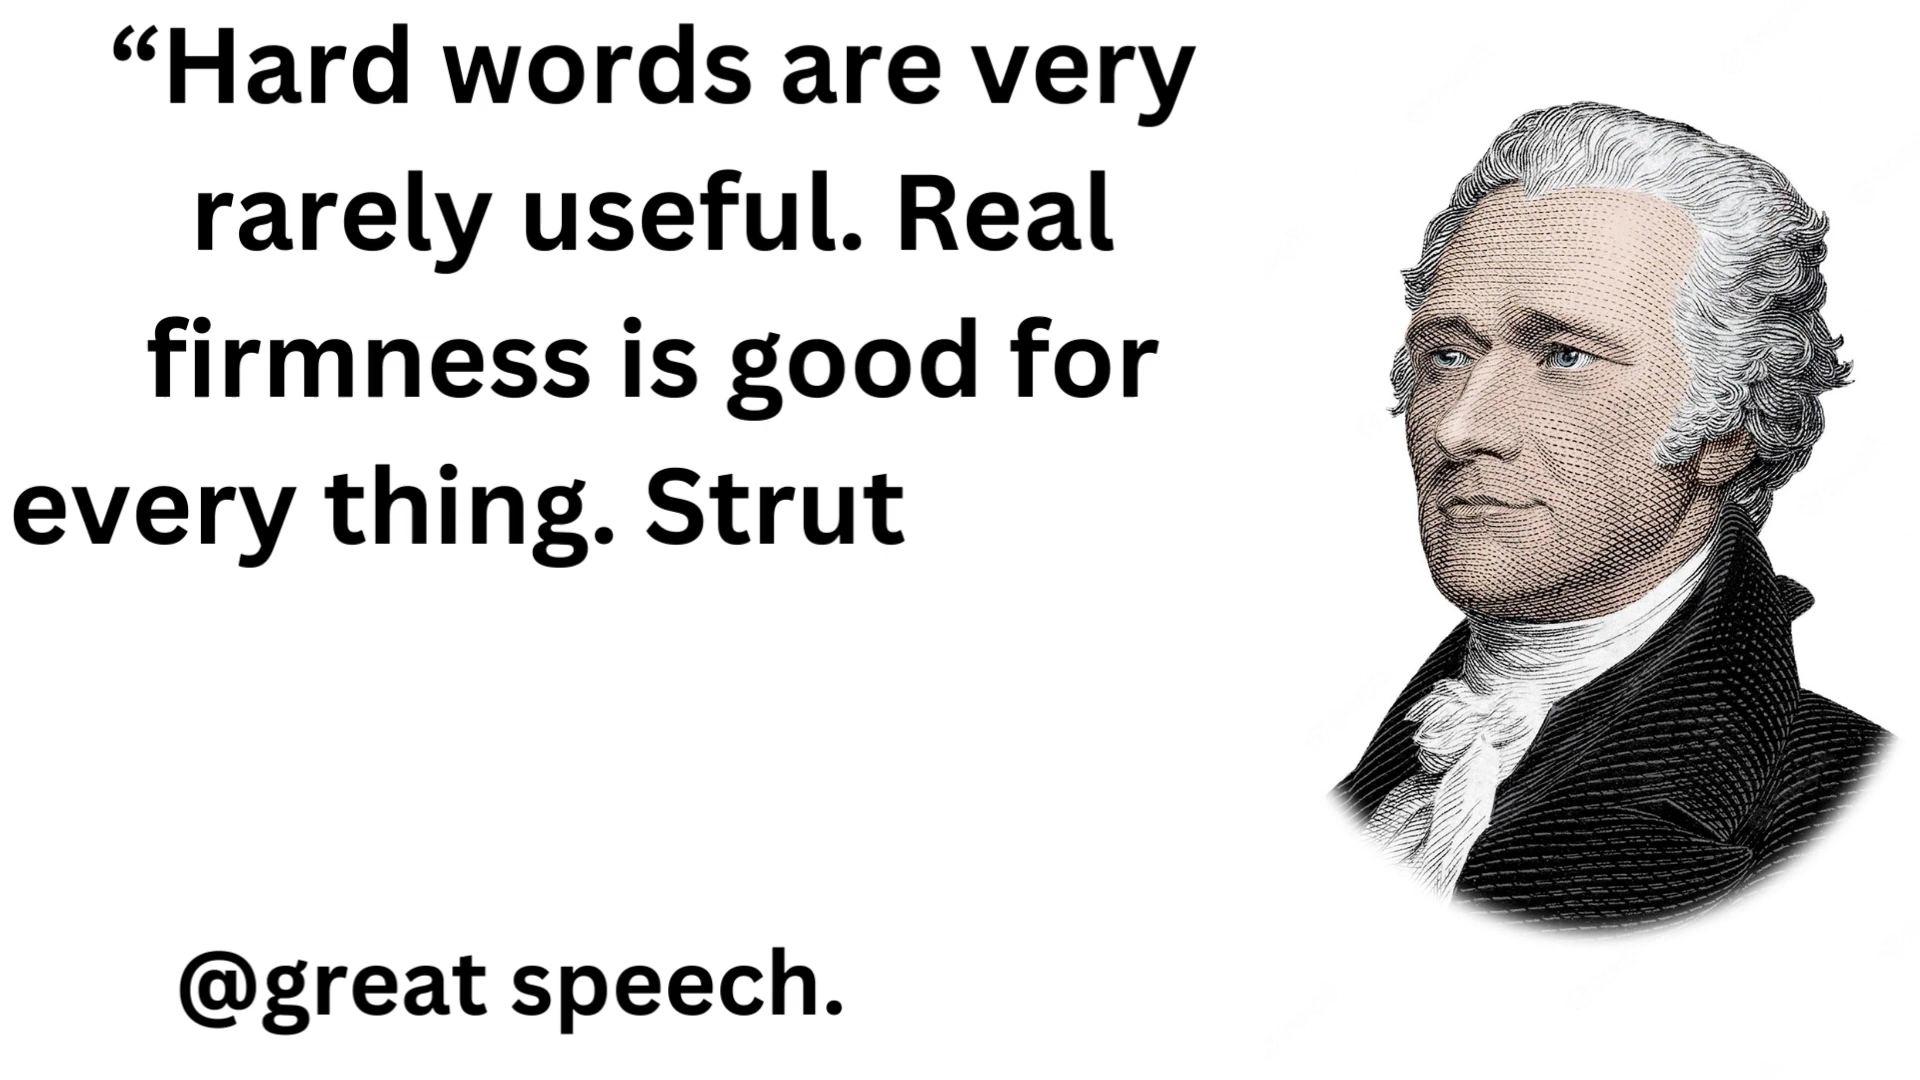 “Hard words are very
rarely useful. Real
firmness is good for
every thing. Strut
@great speech.